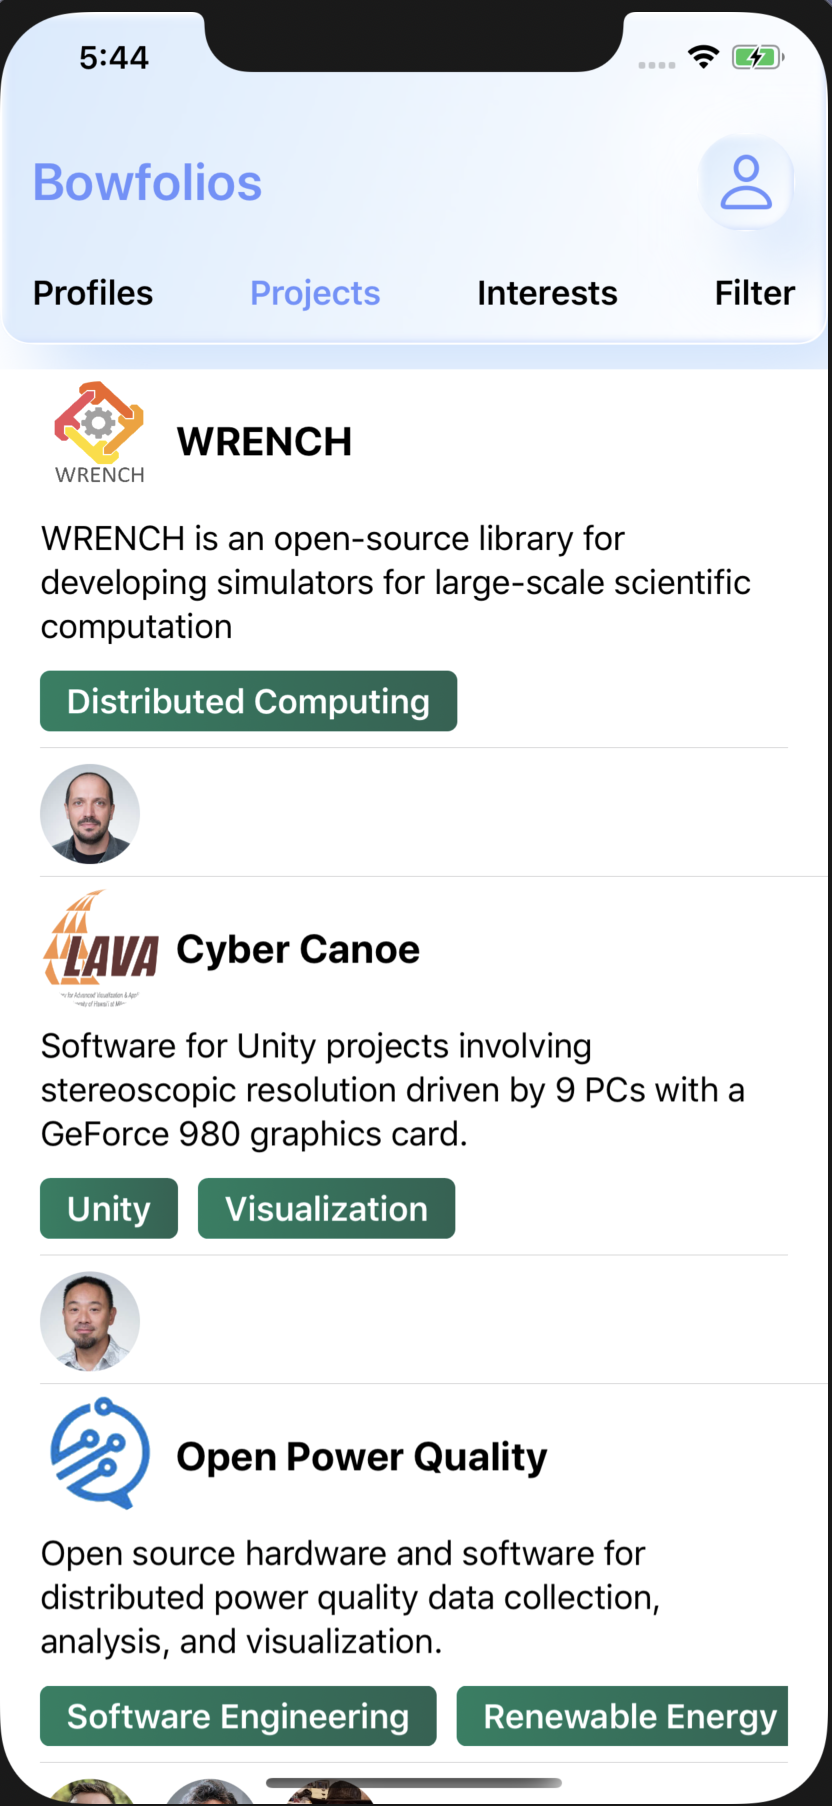 5:44
Bowfolios
Profiles Projects Interests Filter
WRENCH
WRENCH
WRENCH is an open-source library for
developing simulators for large-scale scientific
computation
Distributed Computing
LAVA
Cyber Canoe
Software for Unity projects involving
stereoscopic resolution driven by 9 PCs with a
GeForce 980 graphics card.
Unity Visualization
Open Power Quality
Open source hardware and software for
distributed power quality data collection,
analysis, and visualization.
Software Engineering Renewable Energy